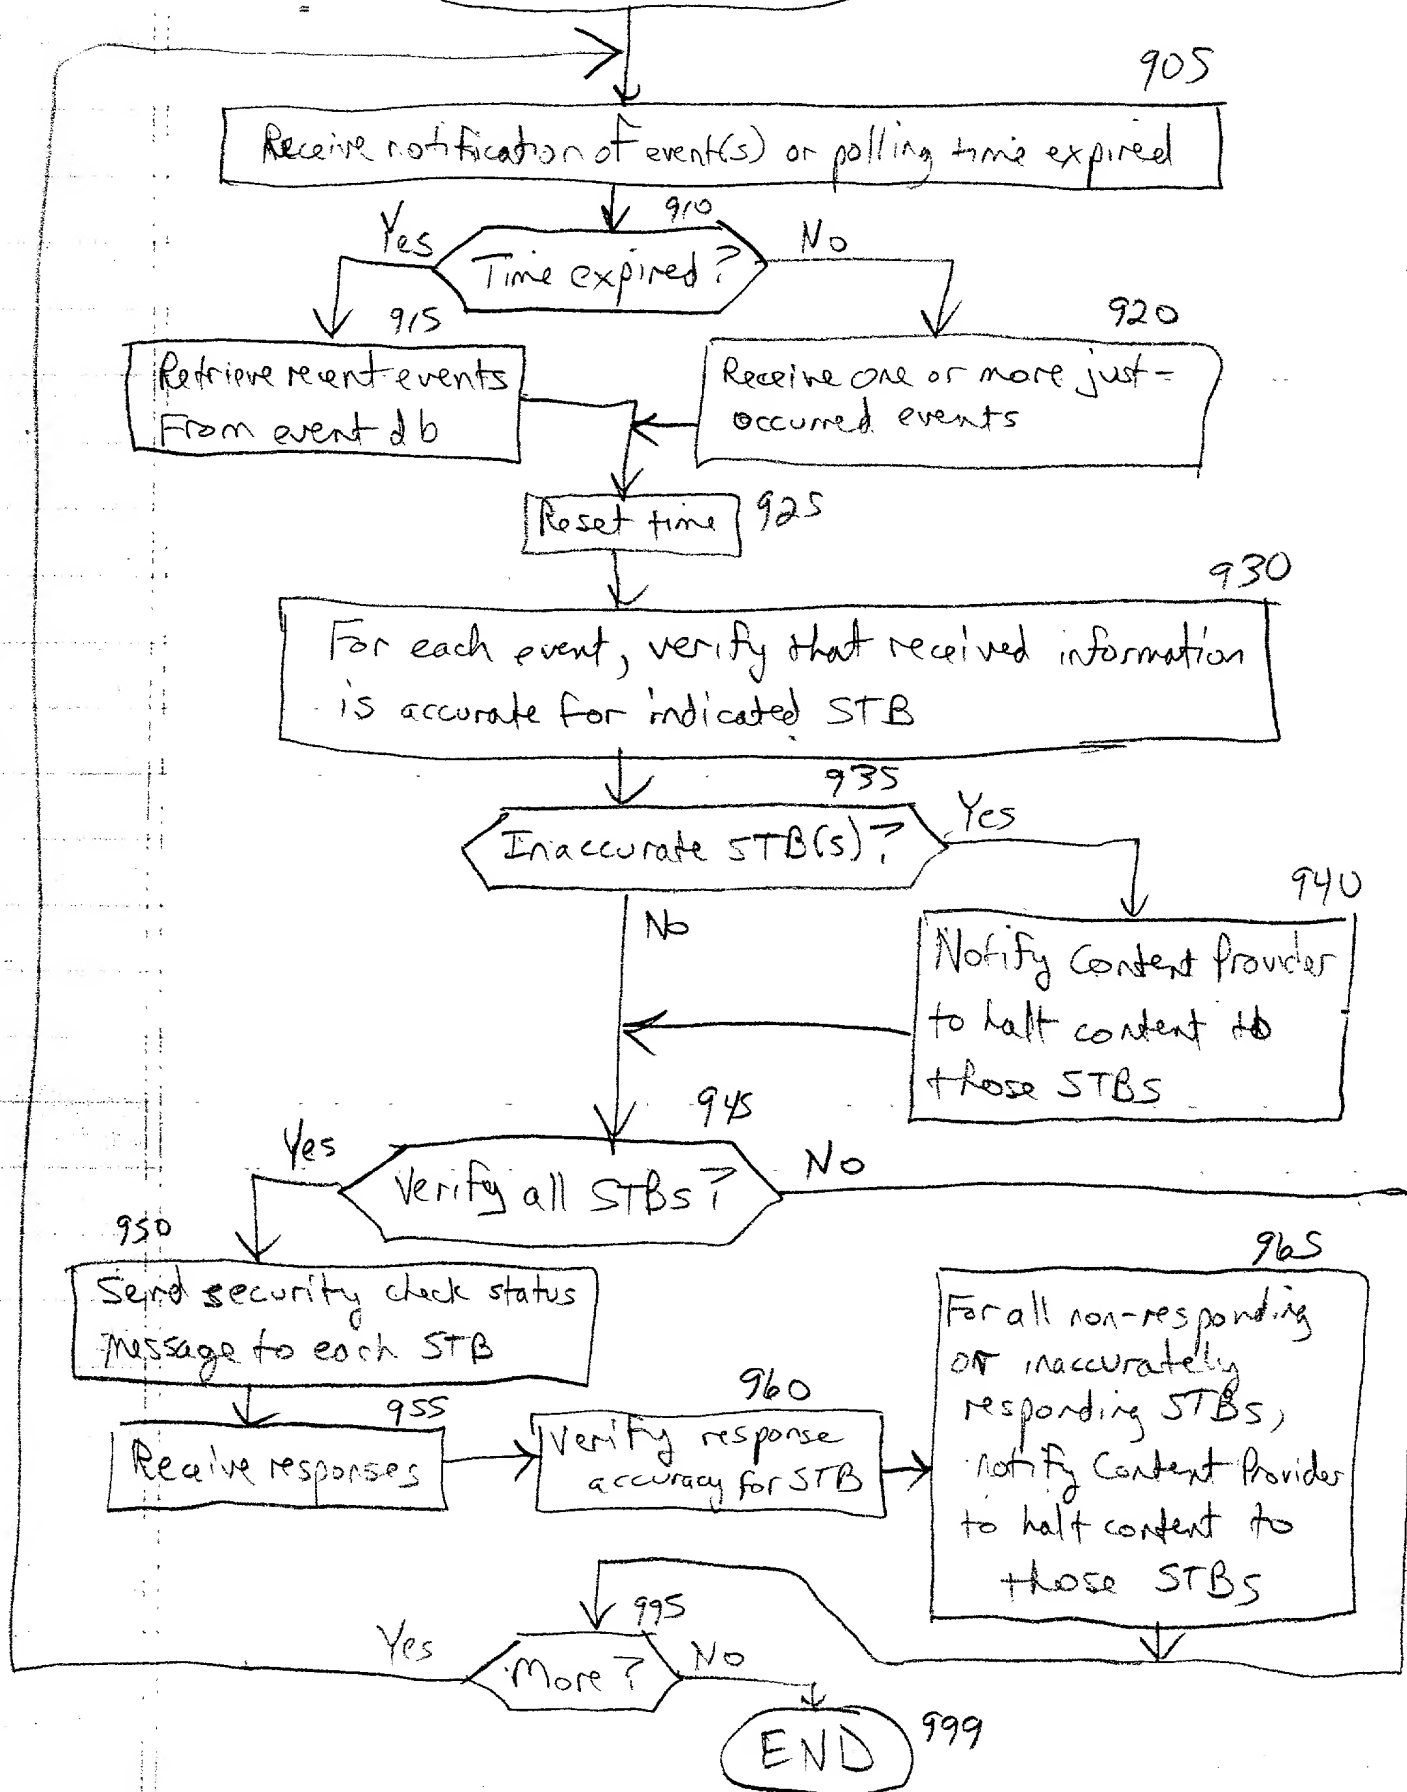 905
Receive notification of event(s) or polling time expired
910
Yes
Time expired?
No
915
920
Retrieve recent events
from event db
Receive one or more just-
occurred events
Reset time
925
930
For each event, verify that received information
is accurate for indicated STB
935
Inaccurate STB(s)?
Yes
No
940
Notify Content Provider
to halt content to
those STBs
945
Yes
Verify all STBs?
No
950
Send security check status
message to each STB
955
Receive responses
960
Verify response
accuracy for STB
965
For all non-responding
or inaccurately
responding STBs,
notify Content Provider
to halt content to
those STBs
995
Yes
More?
No
END
999